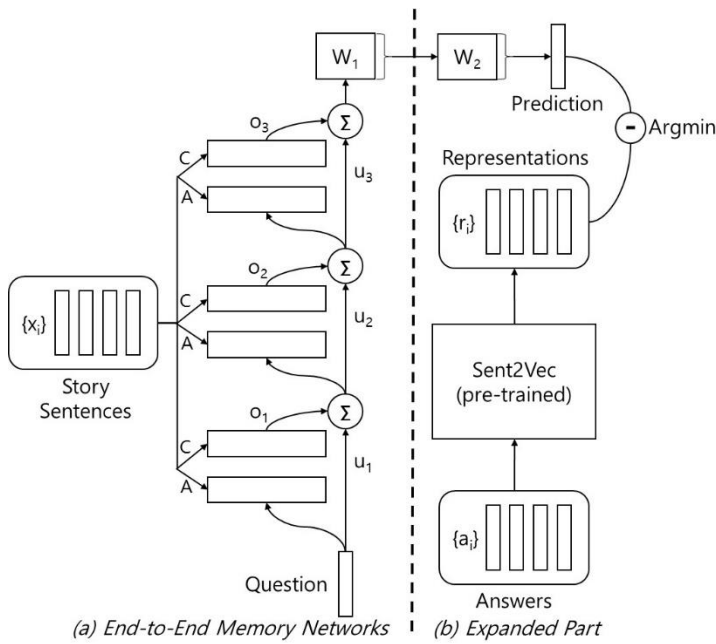 W₁
W₂
Prediction
Σ
o₃
C
A
u₃
Argmin
-
Representations
{rᵢ}
Σ
o₂
C
A
u₂
{xᵢ}
Story
Sentences
Sent2Vec
(pre-trained)
Σ
o₁
C
A
u₁
{aᵢ}
Question
Answers
(a) End-to-End Memory Networks
(b) Expanded Part